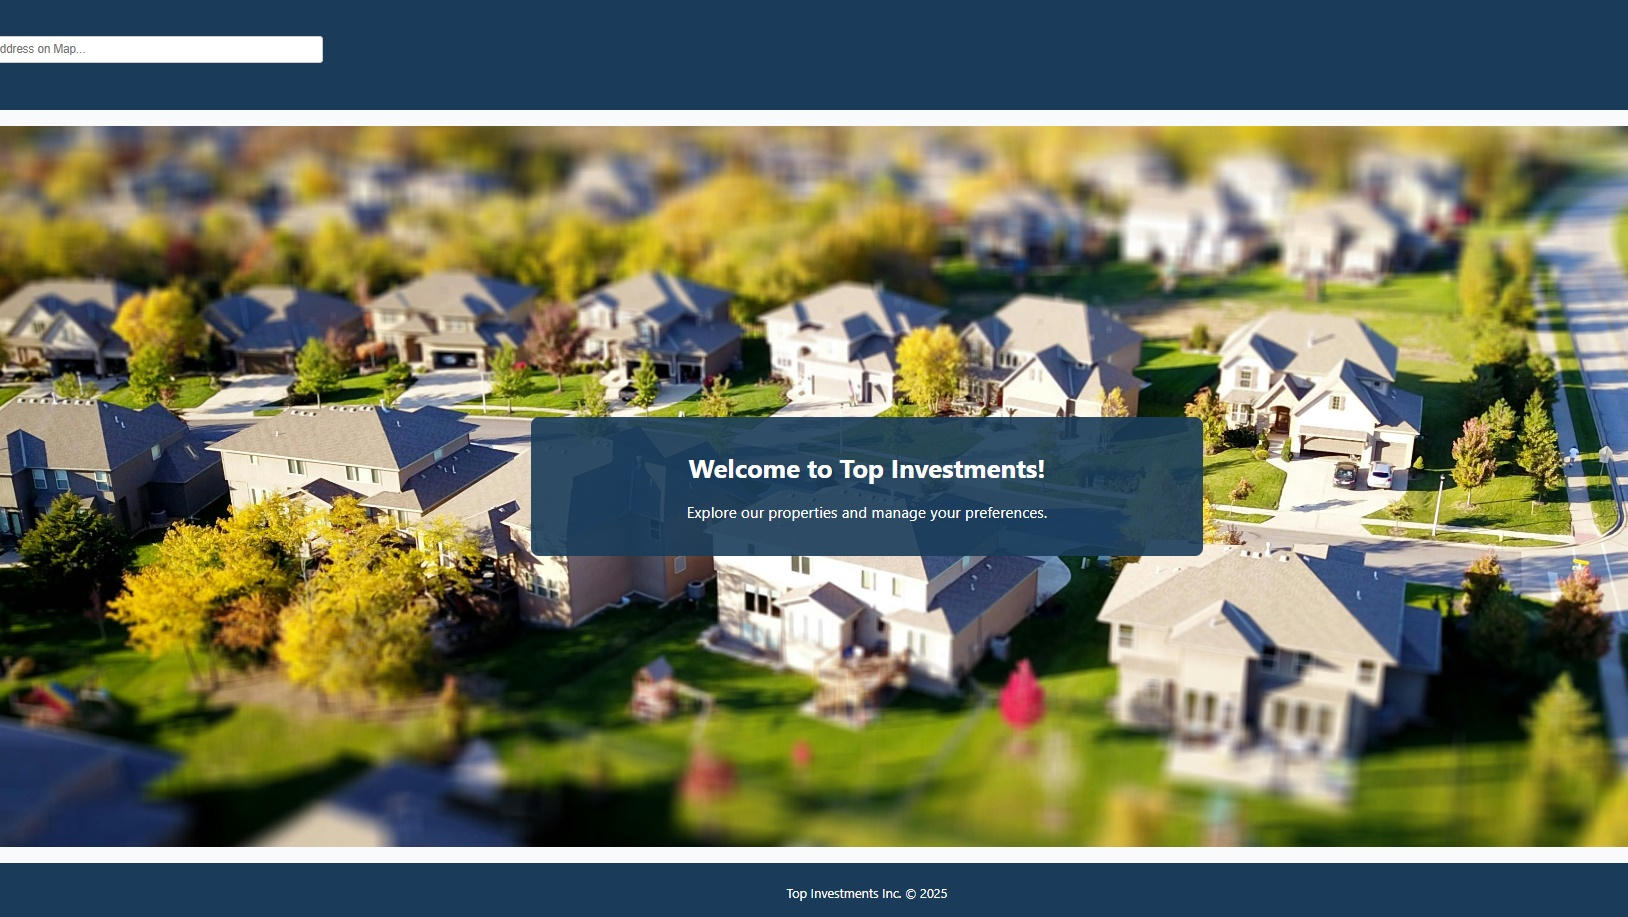 ddress on Map...
Welcome to Top Investments!
Explore our properties and manage your preferences.
Top Investments Inc. © 2025